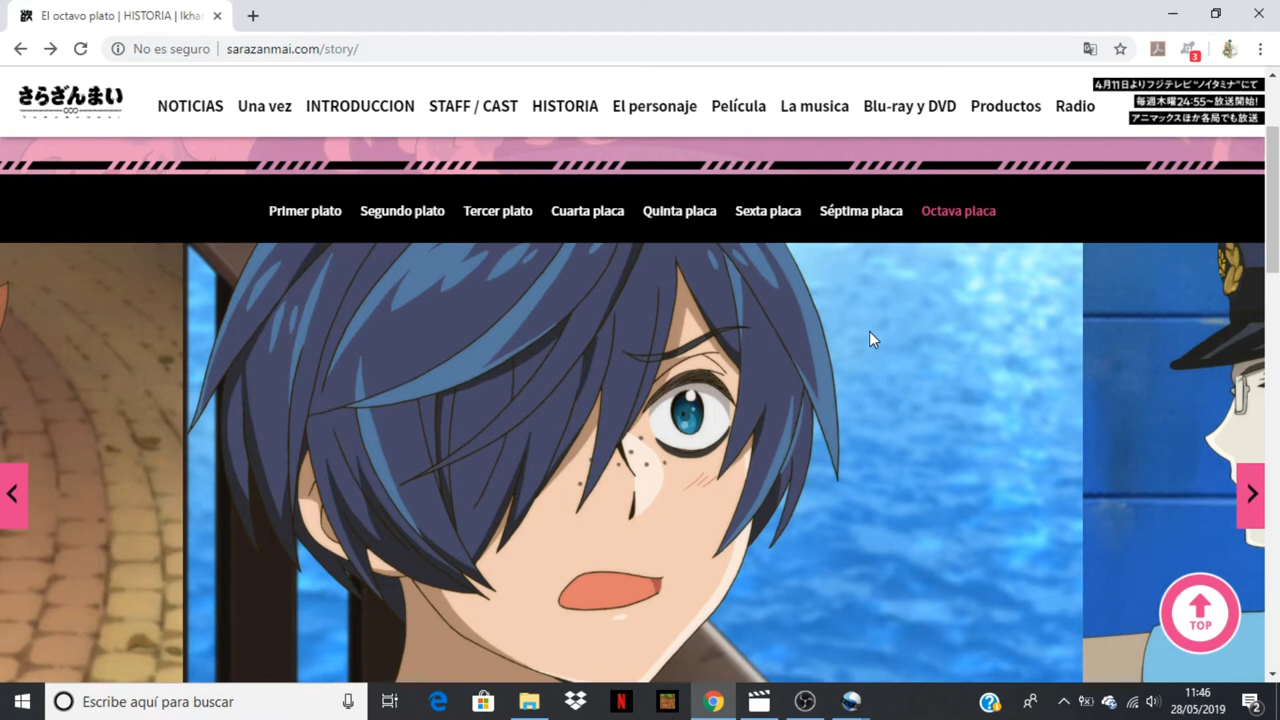 El octavo plato | HISTORIA | Ikha
No es seguro
sarazanmai.com/story/
3
さらざんまい
NOTICIAS
Una vez
INTRODUCCION
STAFF / CAST
HISTORIA
El personaje
Película
La musica
Blu-ray y DVD
Productos
Radio
4月11日よりフジテレビ"ノイタミナ"にて
毎週木曜24:55〜放送開始!
アニマックスほか各局でも放送
Primer plato
Segundo plato
Tercer plato
Cuarta placa
Quinta placa
Sexta placa
Séptima placa
Octava placa
TOP
Escribe aquí para buscar
11:46
28/05/2019
2